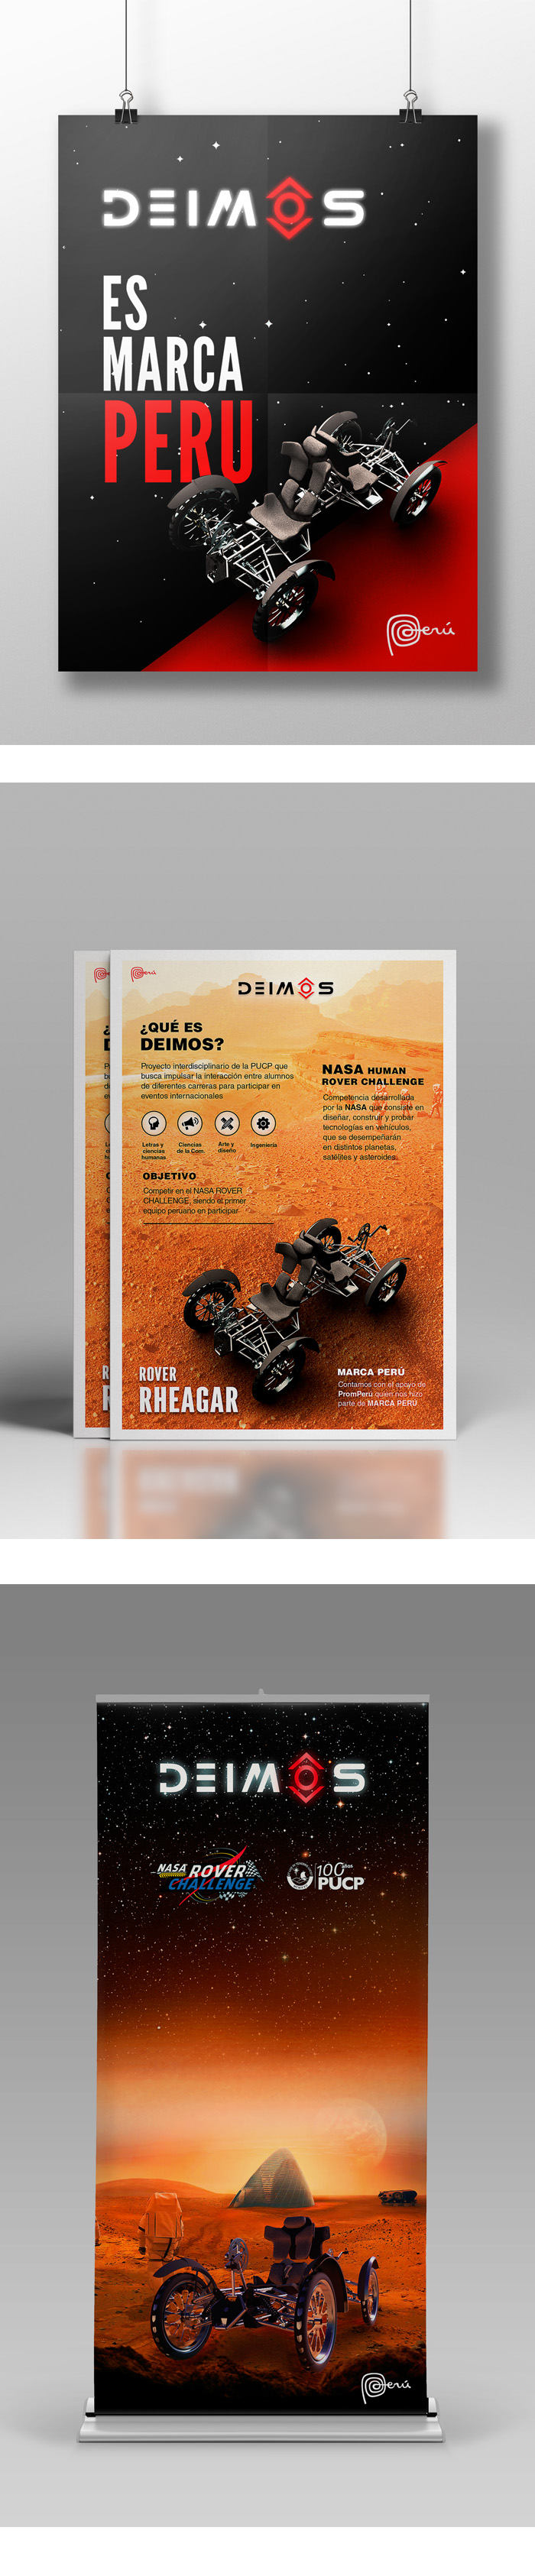 DEIMOS
ES
MARCA
PERU
Perú
Perú
DEIMOS
¿QUÉ ES
DEIMOS?
Proyecto interdisciplinario de la PUCP que
busca impulsar la interacción entre alumnos
de diferentes carreras para participar en
eventos internacionales
Letras y
ciencias
humanas
Ciencias
de la Com.
Arte y
diseño
Ingeniería
OBJETIVO
Competir en el NASA ROVER
CHALLENGE, siendo el primer
equipo peruano en participar
NASA HUMAN
ROVER CHALLENGE
Competencia desarrollada
por la NASA que consiste en
diseñar, construir y probar
tecnologías en vehículos,
que se desempeñarán
en distintos planetas,
satélites y asteroides.
ROVER
RHEAGAR
MARCA PERÚ
Contamos con el apoyo de
PromPerú quien nos hizo
parte de MARCA PERÚ
DEIMOS
NASA ROVER
CHALLENGE
100 años
PUCP
Perú